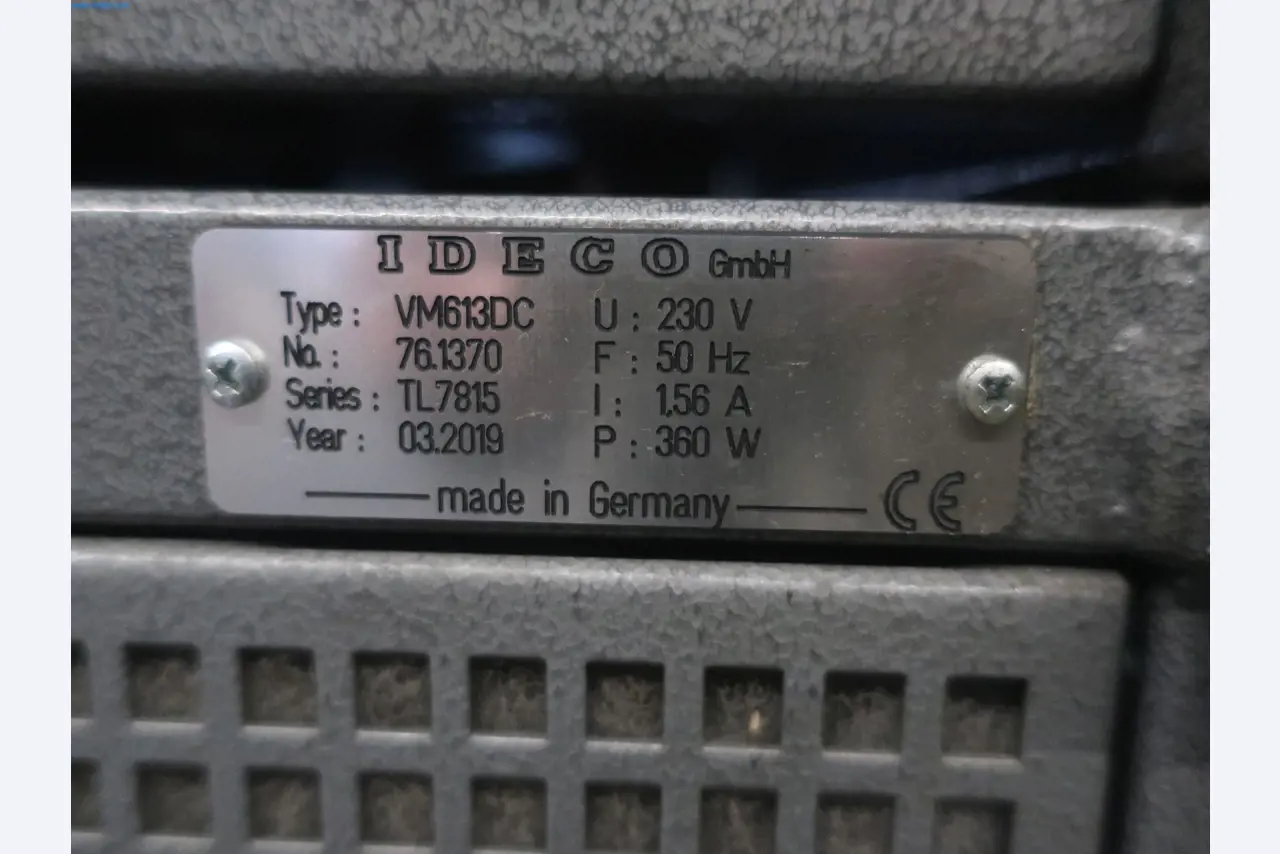 IDECO GmbH
Type : VM613DC U : 230 V
No. : 76.1370 F : 50 Hz
Series : TL7815 I : 1.56 A
Year : 03.2019 P : 360 W
made in Germany CE